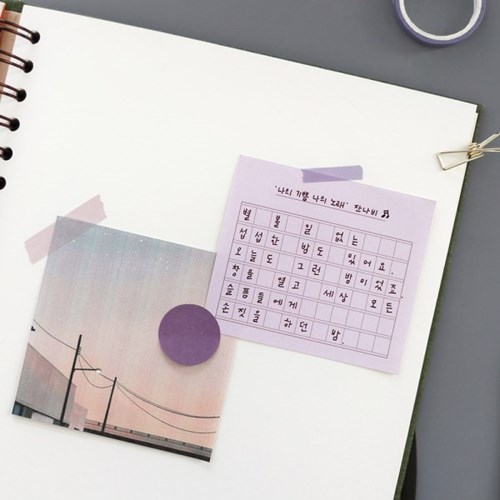 "나의 기쁨 나의 노래" 잔나비
별 볼 일 없는
섭섭한 밤도 있어요.
오늘도 그런 밤이었죠.
창을 열고 세상 모든
슬픔들에게
손짓을 하던 밤.